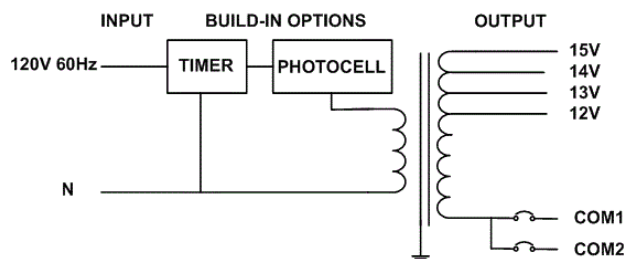 INPUT BUILD-IN OPTIONS OUTPUT
120V 60Hz TIMER PHOTOCELL 15V
14V
13V
12V
N
COM1
COM2